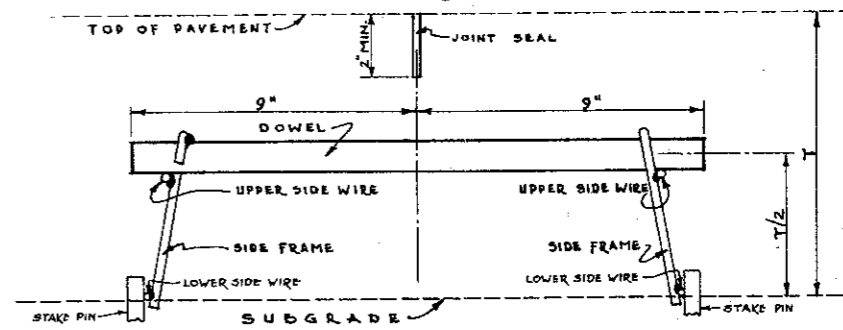 TOP OF PAVEMENT
2" MIN.
JOINT SEAL
9" 9"
DOWEL
UPPER SIDE WIRE UPPER SIDE WIRE
T
T/2
SIDE FRAME SIDE FRAME
LOWER SIDE WIRE LOWER SIDE WIRE
STAKE PIN SUBGRADE STAKE PIN